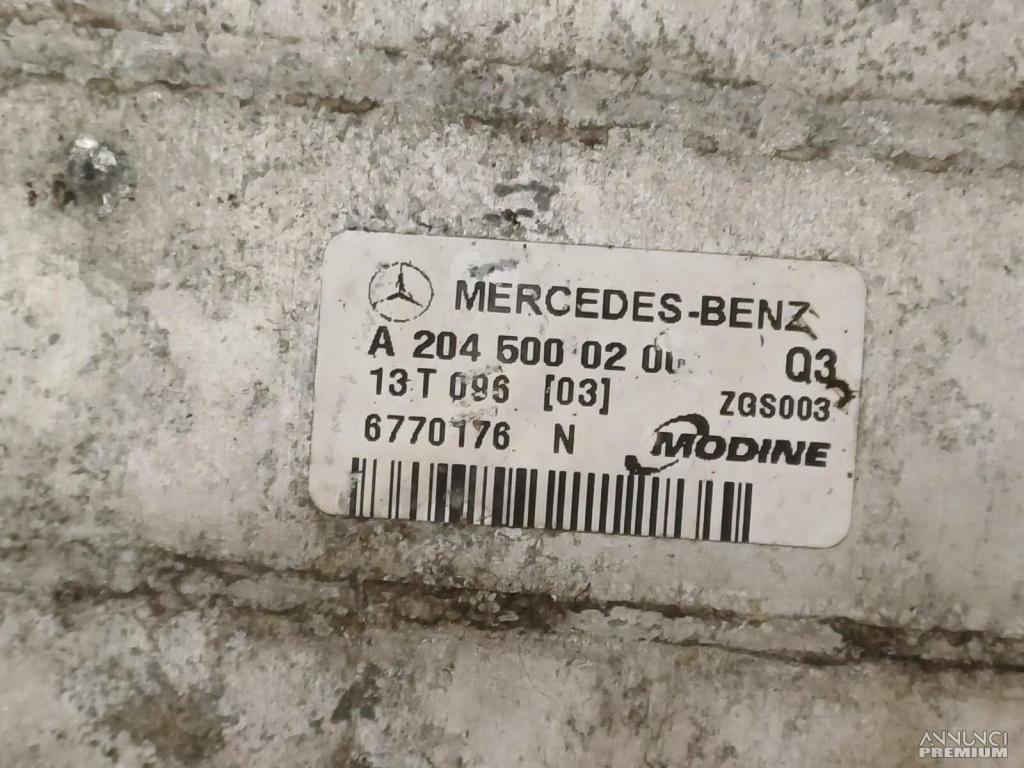 MERCEDES-BENZ
A 204 500 02 00 Q3
13 T 096 [03] ZGS003
6770176 N MODINE
ANNUNCI
PREMIUM